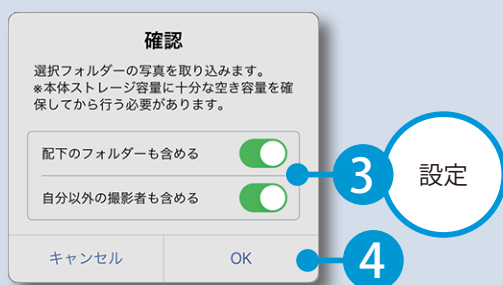 確認
選択フォルダーの写真を取り込みます。
※本体ストレージ容量に十分な空き容量を確
保してから行う必要があります。
配下のフォルダーも含める
自分以外の撮影者も含める
3
設定
キャンセル
OK
4